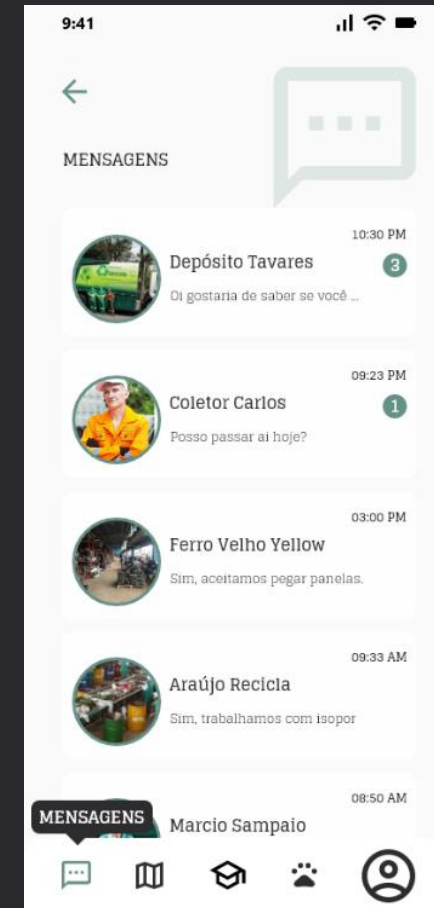 9:41
MENSAGENS
10:30 PM
Depósito Tavares
3
Oi gostaria de saber se você ...
09:23 PM
Coletor Carlos
1
Posso passar ai hoje?
03:00 PM
Ferro Velho Yellow
Sim, aceitamos pegar panelas.
09:33 AM
Araújo Recicla
Sim, trabalhamos com isopor
08:50 AM
Marcio Sampaio
MENSAGENS